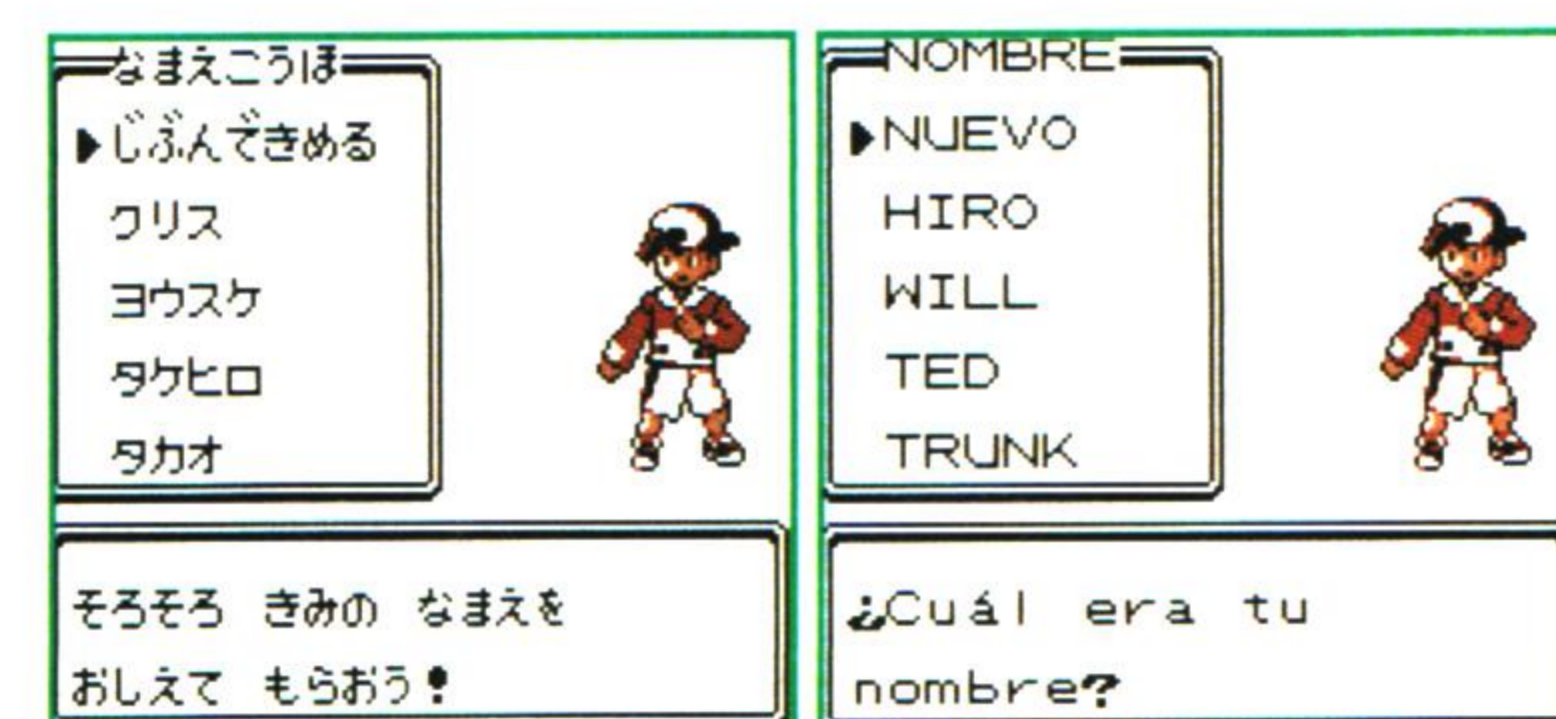 なまえこうほ
じぶんできめる
クリス
ヨウスケ
タケヒロ
タカオ
そろそろ きみの なまえを
おしえて もらおう！
NOMBRE
NUEVO
HIRO
WILL
TED
TRUNK
¿Cuál era tu
nombre?